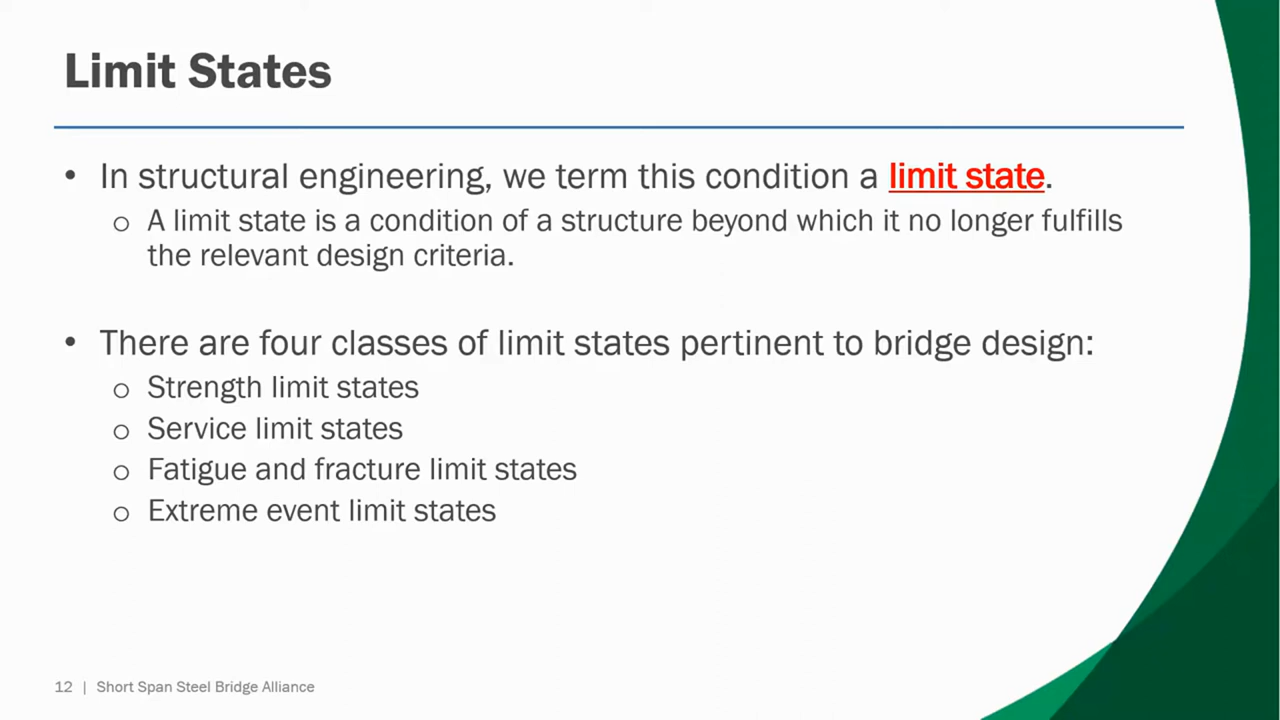 Limit States
• In structural engineering, we term this condition a limit state.
o A limit state is a condition of a structure beyond which it no longer fulfills
the relevant design criteria.
• There are four classes of limit states pertinent to bridge design:
o Strength limit states
o Service limit states
o Fatigue and fracture limit states
o Extreme event limit states
12 | Short Span Steel Bridge Alliance